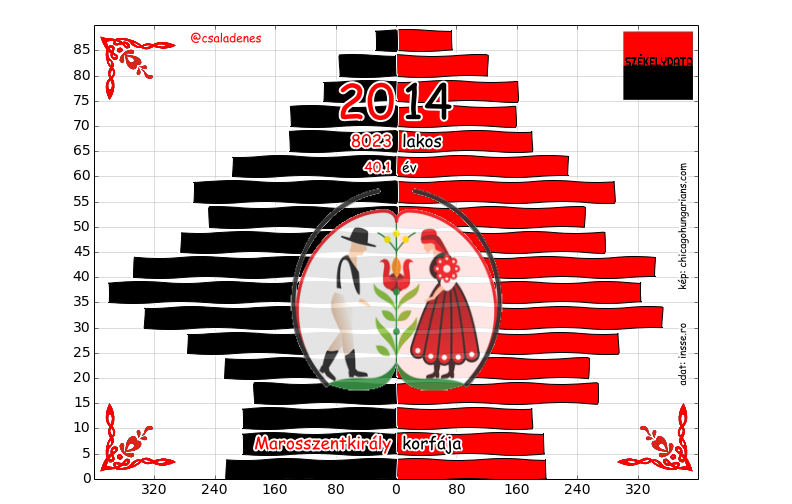 @csaladenes
SZÉKELYDATA
2014
8023 lakos
40.1 év
kép: chicagohungarians.com
adat: insse.ro
Marosszentkirály korfája
85
80
75
70
65
60
55
50
45
40
35
30
25
20
15
10
5
0
320 240 160 80 0 80 160 240 320